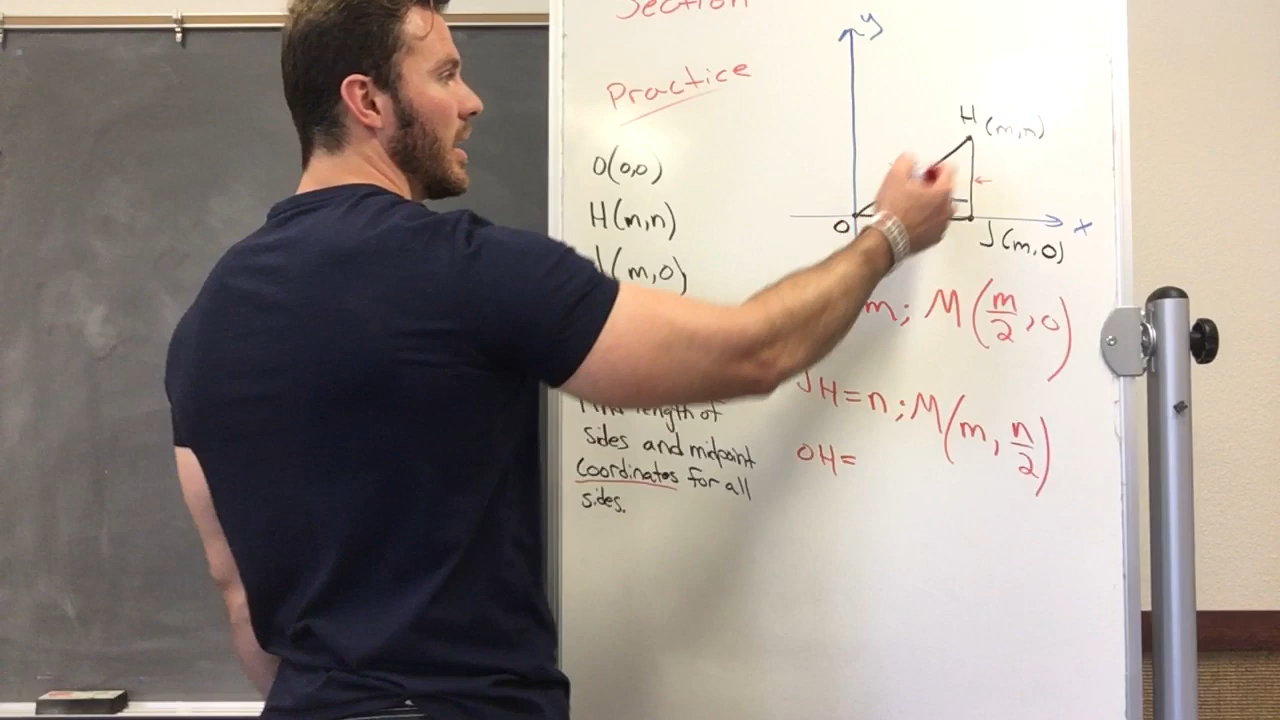 Section
Practice
O(0,0)
H(m,n)
J(m,0)
length of
sides and midpoint
coordinates for all
sides.
y
H(m,n)
O
J(m,0)
x
m; M(m/2,0)
JH=n; M(m, n/2)
OH=